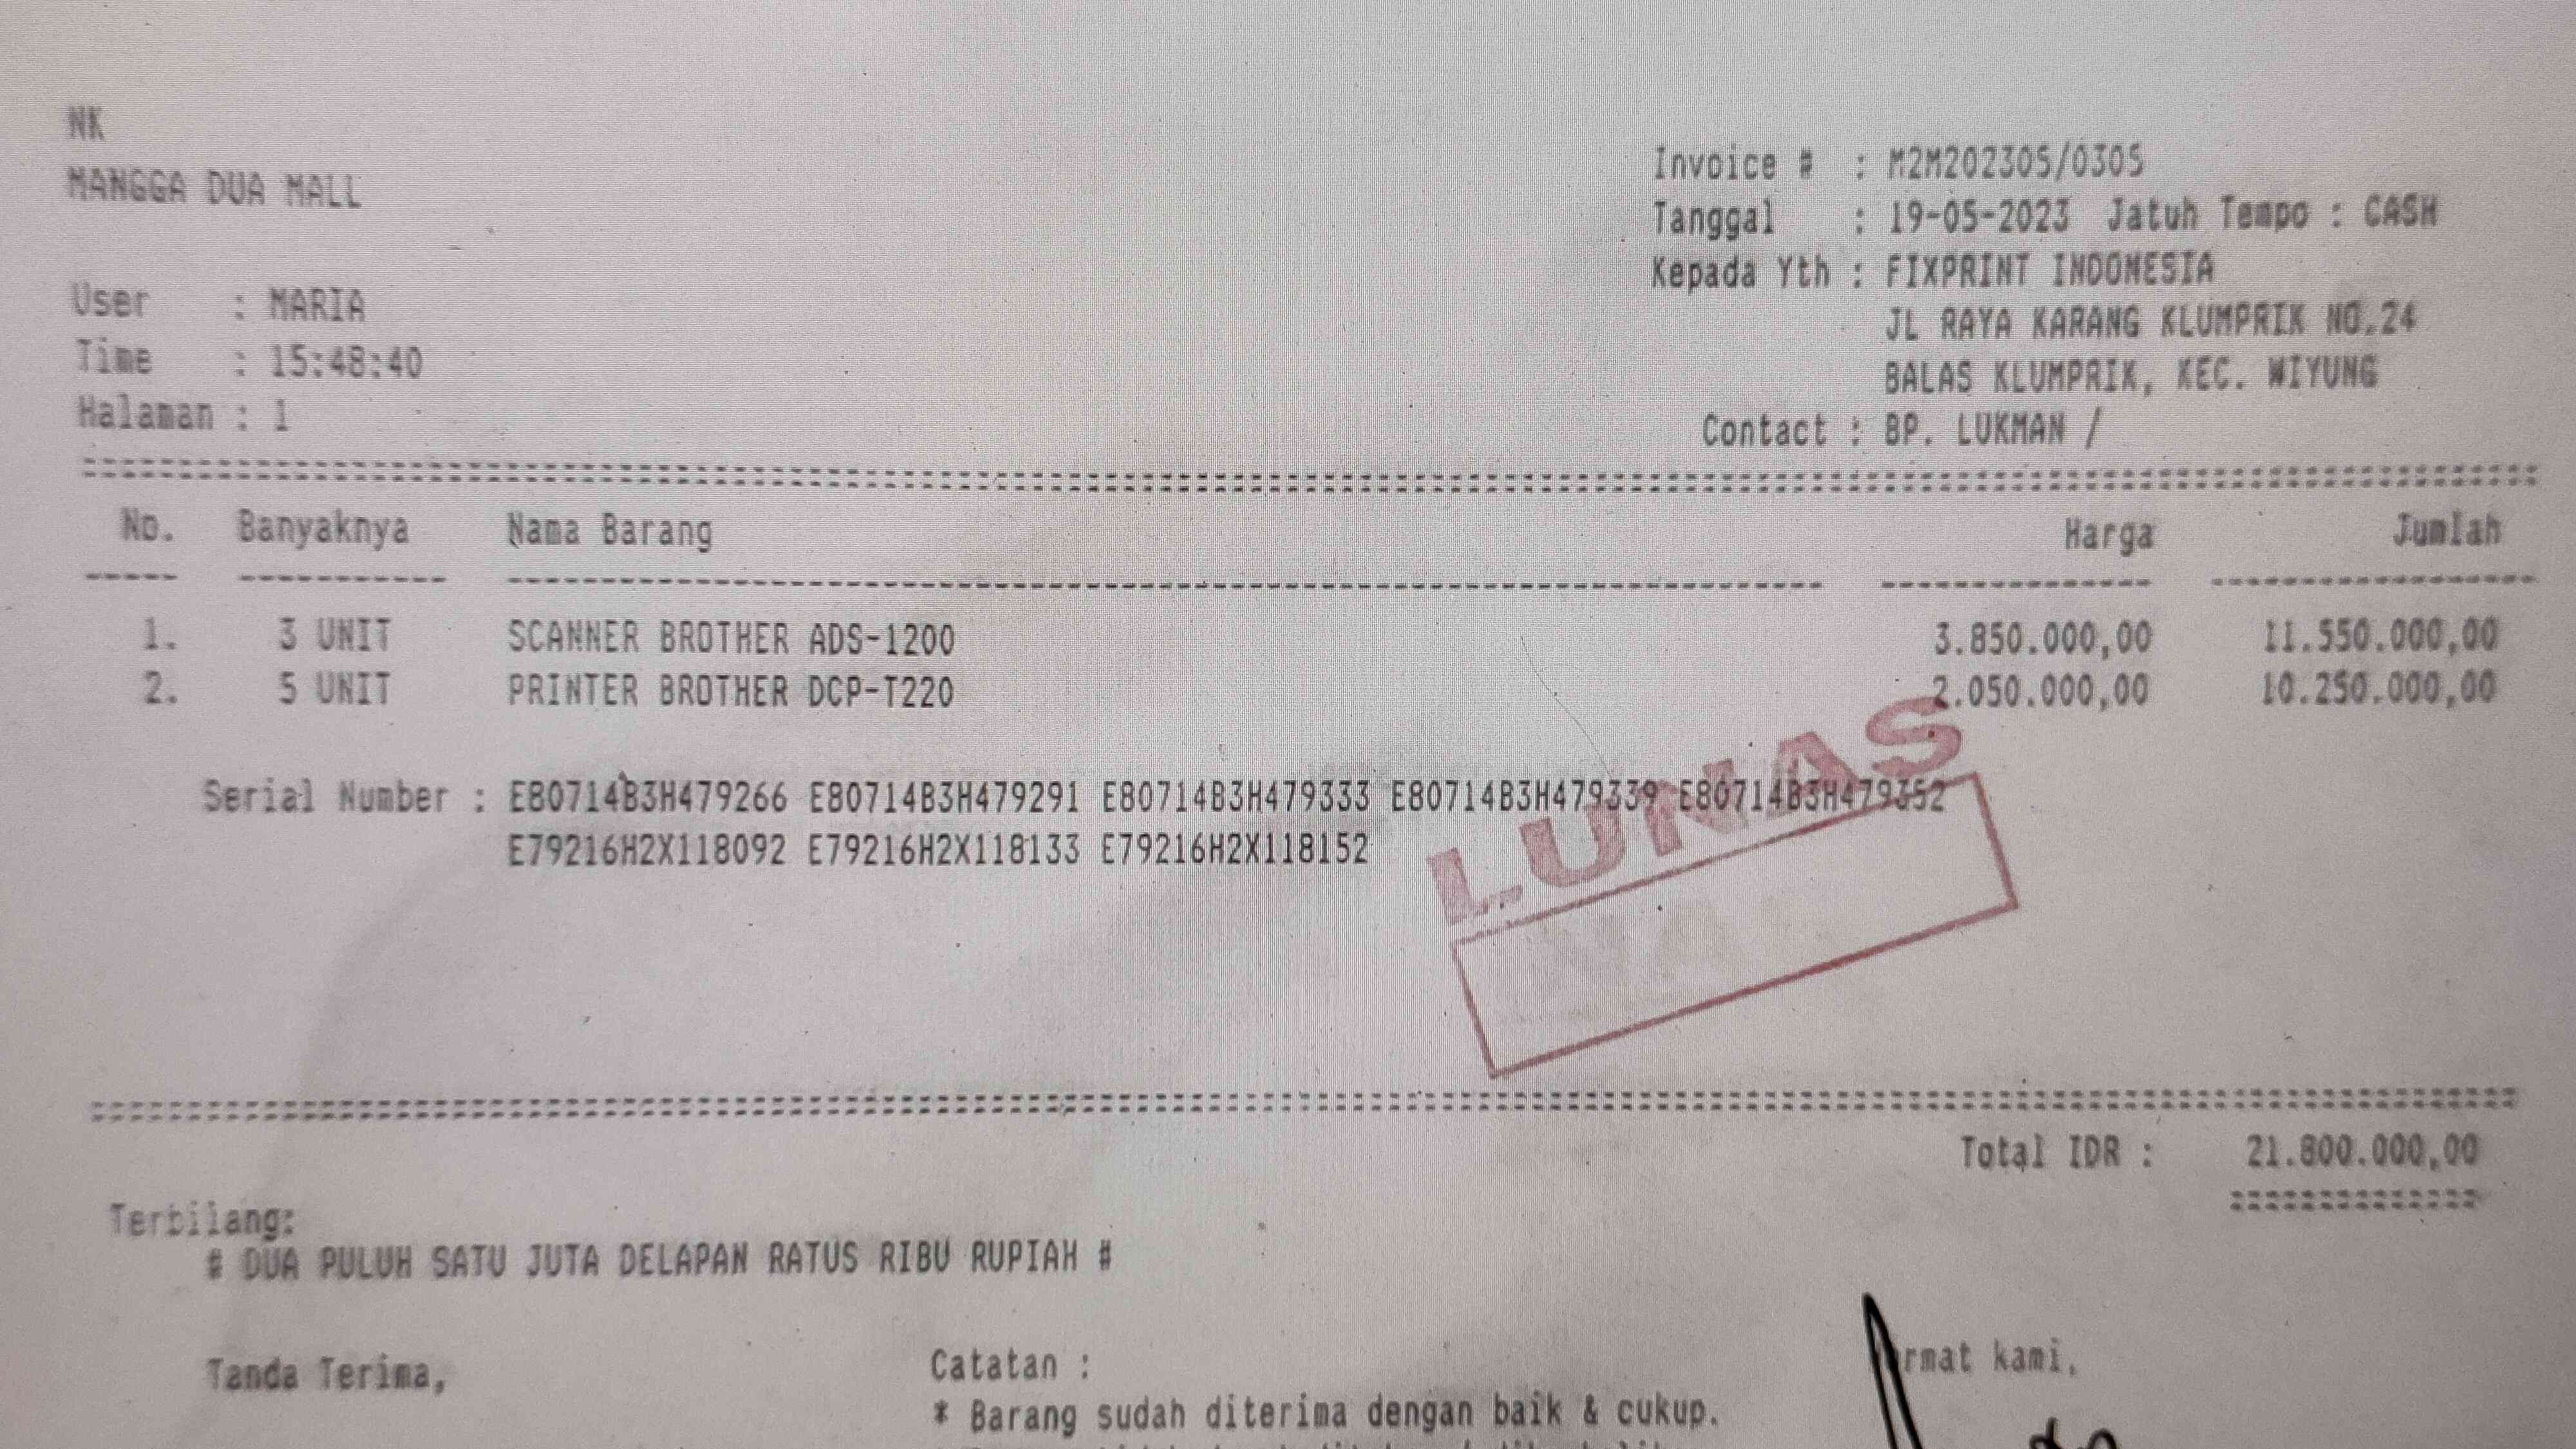 NK
MANGGA DUA MALL
Invoice # : M2M202305/0305
Tanggal : 19-05-2023 Jatuh Tempo : CASH
Kepada Yth : FIXPRINT INDONESIA
User : MARIA
JL RAYA KARANG KLUMPRIK NO.24
Time : 15:48:40
BALAS KLUMPRIK, KEC. WIYUNG
Halaman : 1
Contact : BP. LUKMAN /
No. Banyaknya Nama Barang Harga Jumlah
1. 3 UNIT SCANNER BROTHER ADS-1200 3.850.000,00 11.550.000,00
2. 5 UNIT PRINTER BROTHER DCP-T220 2.050.000,00 10.250.000,00
Serial Number : E80714B3H479266 E80714B3H479291 E80714B3H479333 E80714B3H479339 E80714B3H479352
E79216H2X118092 E79216H2X118133 E79216H2X118152
LUNAS
Total IDR : 21.800.000,00
Terbilang:
# DUA PULUH SATU JUTA DELAPAN RATUS RIBU RUPIAH #
Tanda Terima,
Catatan :
rmat kami,
* Barang sudah diterima dengan baik & cukup.